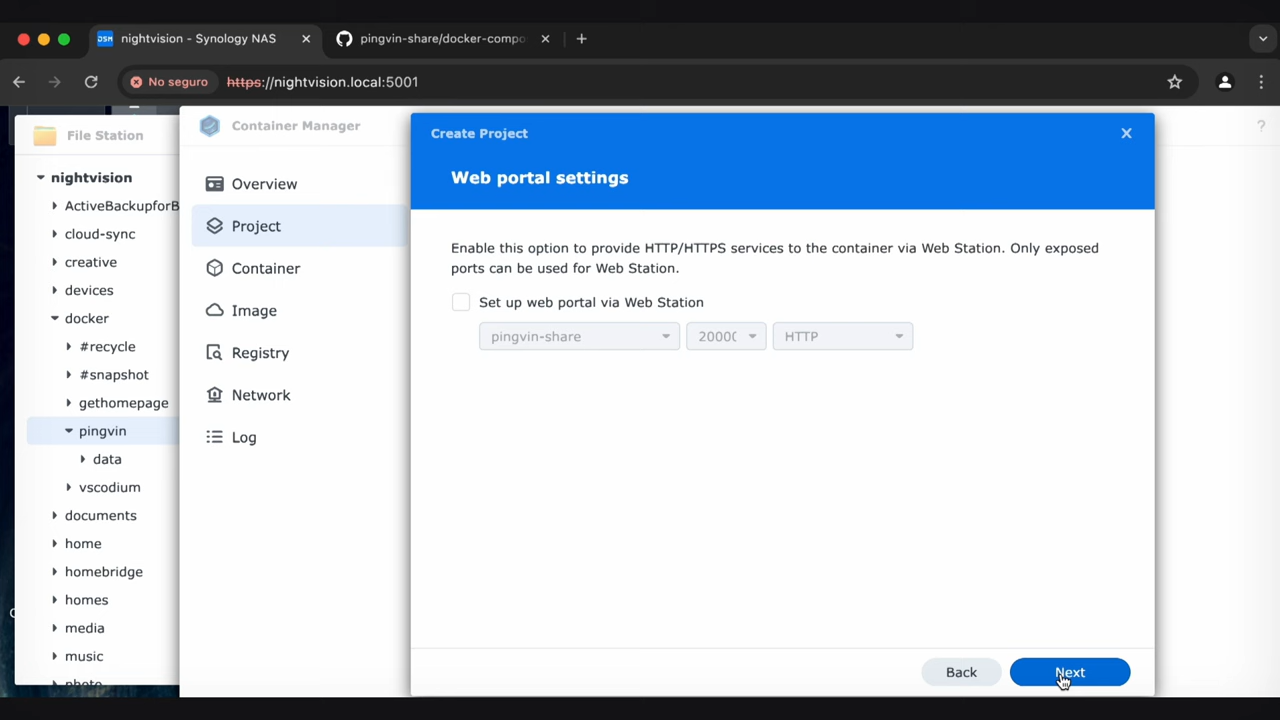 DSM
nightvision - Synology NAS
pingvin-share/docker-compo
No seguro
https://nightvision.local:5001
File Station
nightvision
ActiveBackupforB
cloud-sync
creative
devices
docker
#recycle
#snapshot
gethomepage
pingvin
data
vscodium
documents
home
homebridge
homes
media
music
photo
Container Manager
?
Overview
Project
Container
Image
Registry
Network
Log
Create Project
Web portal settings
Enable this option to provide HTTP/HTTPS services to the container via Web Station. Only exposed
ports can be used for Web Station.
Set up web portal via Web Station
pingvin-share
20000
HTTP
Back
Next